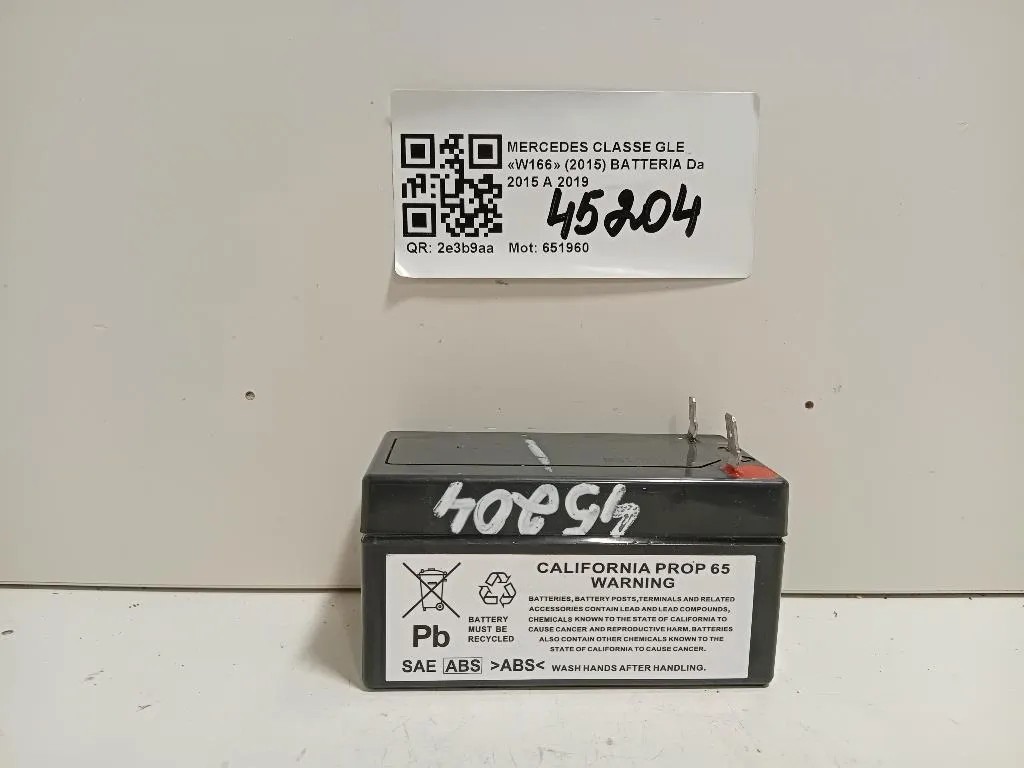 MERCEDES CLASSE GLE
«W166» (2015) BATTERIA Da
2015 A 2019
45204
QR: 2e3b9aa Mot: 651960
45204
CALIFORNIA PROP 65
WARNING
BATTERIES, BATTERY POSTS, TERMINALS AND RELATED
ACCESSORIES CONTAIN LEAD AND LEAD COMPOUNDS,
CHEMICALS KNOWN TO THE STATE OF CALIFORNIA TO
CAUSE CANCER AND REPRODUCTIVE HARM. BATTERIES
ALSO CONTAIN OTHER CHEMICALS KNOWN TO THE
STATE OF CALIFORNIA TO CAUSE CANCER.
WASH HANDS AFTER HANDLING.
BATTERY
MUST BE
RECYCLED
Pb
SAE ABS >ABS<